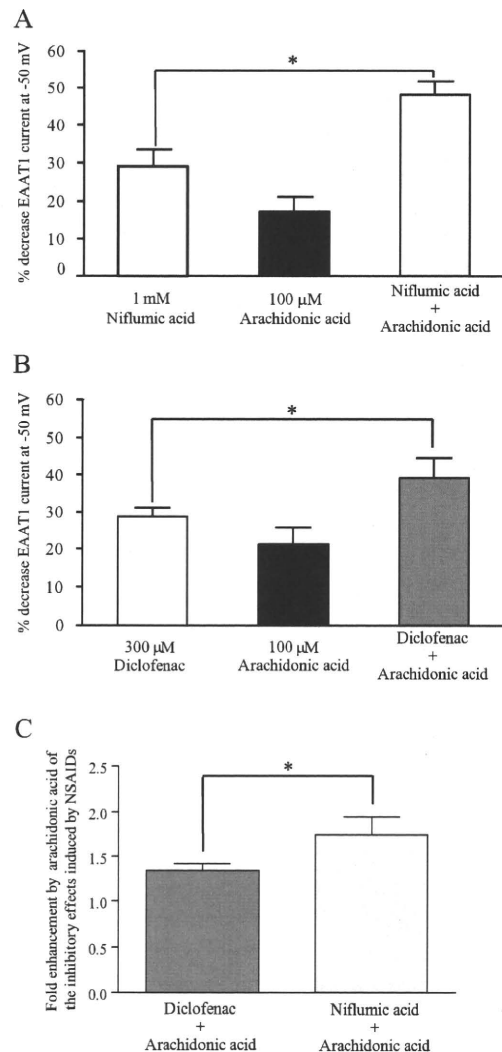 A
% decrease EAAT1 current at -50 mV
60
50
40
30
20
10
0
*
1 mM
Niflumic acid
100 µM
Arachidonic acid
Niflumic acid
+
Arachidonic acid
B
% decrease EAAT1 current at -50 mV
60
50
40
30
20
10
0
*
300 µM
Diclofenac
100 µM
Arachidonic acid
Diclofenac
+
Arachidonic acid
C
Fold enhancement by arachidonic acid of
the inhibitory effects induced by NSAIDs
2.5
2.0
1.5
1.0
0.5
0.0
*
Diclofenac
+
Arachidonic acid
Niflumic acid
+
Arachidonic acid